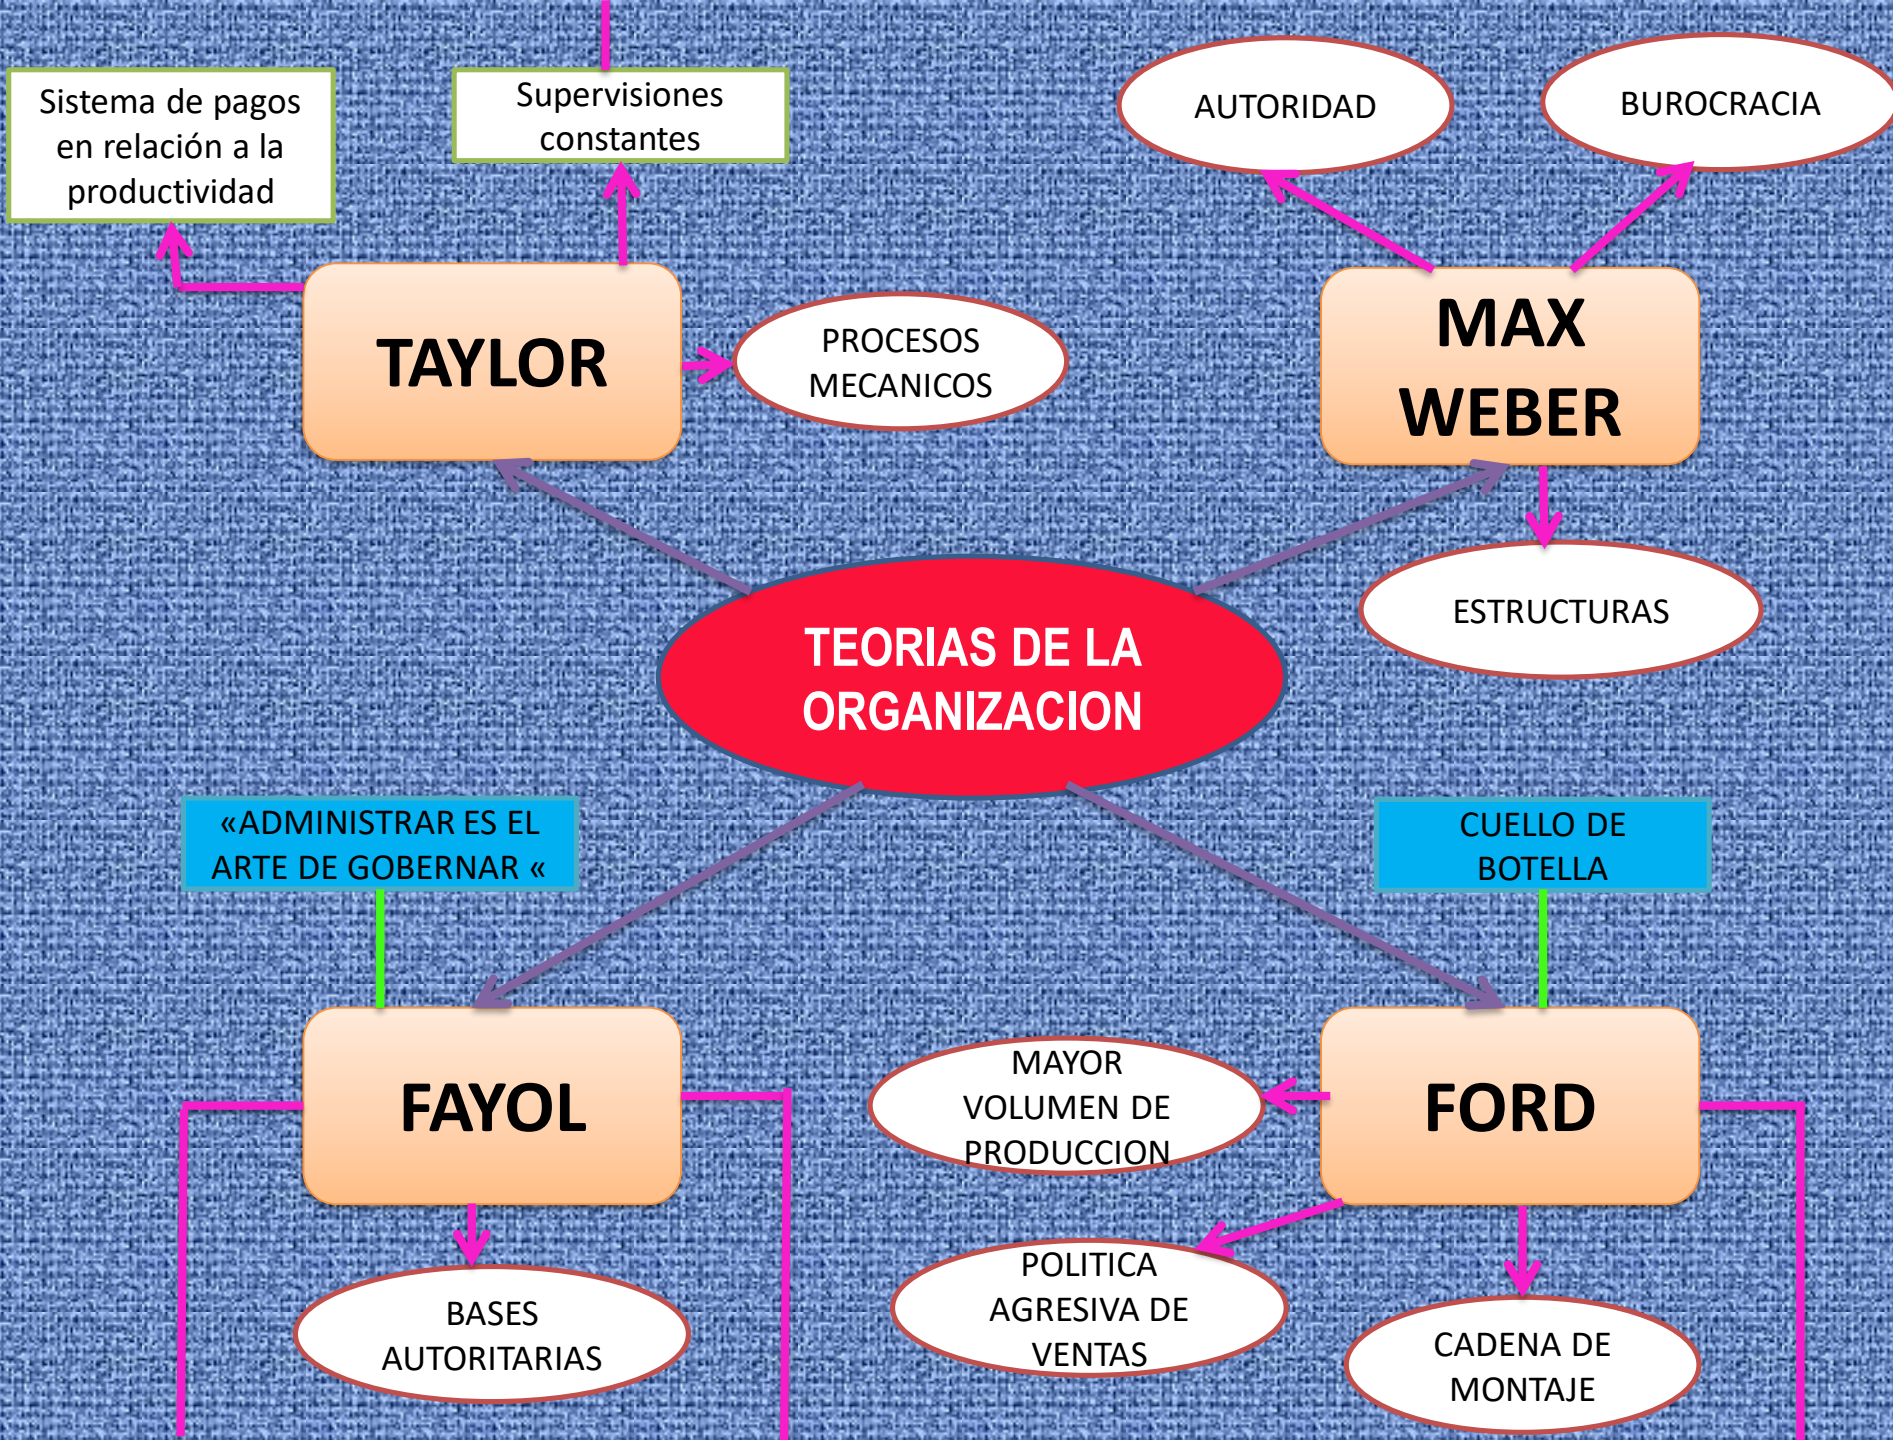 Sistema de pagos
en relación a la
productividad
Supervisiones
constantes
AUTORIDAD
BUROCRACIA
TAYLOR
PROCESOS
MECANICOS
MAX
WEBER
ESTRUCTURAS
TEORIAS DE LA
ORGANIZACION
«ADMINISTRAR ES EL
ARTE DE GOBERNAR «
CUELLO DE
BOTELLA
FAYOL
MAYOR
VOLUMEN DE
PRODUCCION
FORD
BASES
AUTORITARIAS
POLITICA
AGRESIVA DE
VENTAS
CADENA DE
MONTAJE